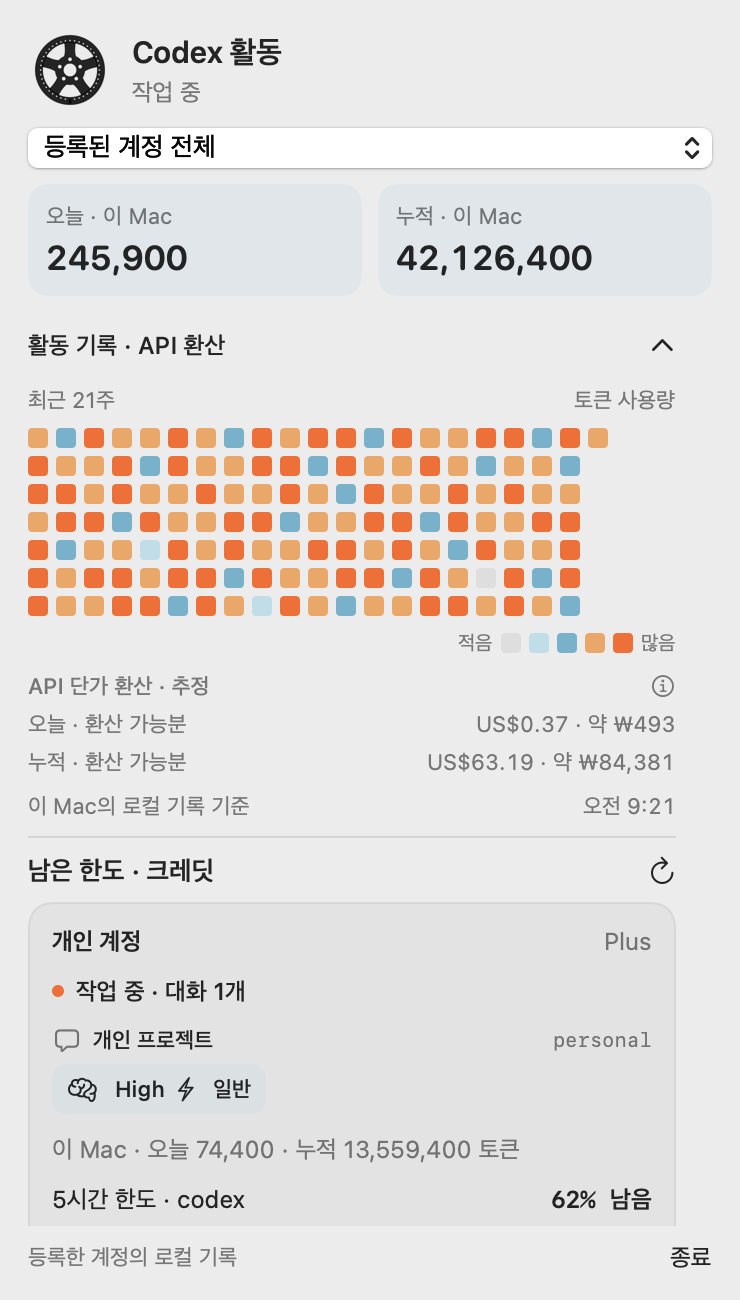 Codex 활동
작업 중
등록된 계정 전체
오늘 · 이 Mac
245,900
누적 · 이 Mac
42,126,400
활동 기록 · API 환산
최근 21주 토큰 사용량
적음 많음
API 단가 환산 · 추정
오늘 · 환산 가능분 US$0.37 · 약 ₩493
누적 · 환산 가능분 US$63.19 · 약 ₩84,381
이 Mac의 로컬 기록 기준 오전 9:21
남은 한도 · 크레딧
개인 계정 Plus
작업 중 · 대화 1개
개인 프로젝트 personal
High 일반
이 Mac · 오늘 74,400 · 누적 13,559,400 토큰
5시간 한도 · codex 62% 남음
등록한 계정의 로컬 기록 종료